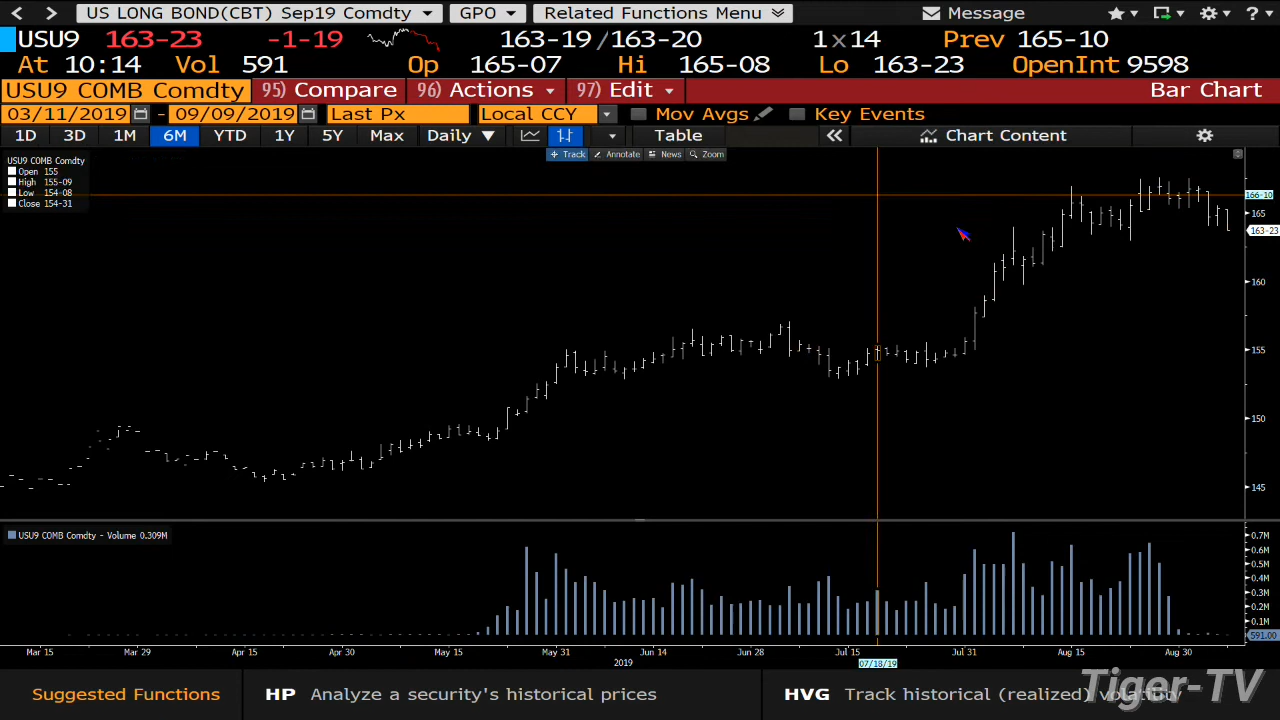 US LONG BOND(CBT) Sep19 Comdty GPO Related Functions Menu Message ?
USU9 163-23 -1-19 163-19/163-20 1x14 Prev 165-10
At 10:14 Vol 591 Op 165-07 Hi 165-08 Lo 163-23 OpenInt 9598
USU9 COMB Comdty 95) Compare 96) Actions 97) Edit Bar Chart
03/11/2019 - 09/09/2019 Last Px Local CCY Mov Avgs Key Events
1D 3D 1M 6M YTD 1Y 5Y Max Daily Table Chart Content
Track Annotate News Zoom
USU9 COMB Comdty
Open 155
High 155-09
Low 154-08
Close 154-31
166-10
165
163-23
160
155
150
145
USU9 COMB Comdty - Volume 0.309M
0.7M
0.6M
0.5M
0.4M
0.3M
0.2M
0.1M
591.00
Mar 15 Mar 29 Apr 15 Apr 30 May 15 May 31 Jun 14 Jun 28 Jul 15 Jul 31 Aug 15 Aug 30
2019 07/18/19
Suggested Functions HP Analyze a security's historical prices HVG Track historical (realized) volatility
Tiger-TV